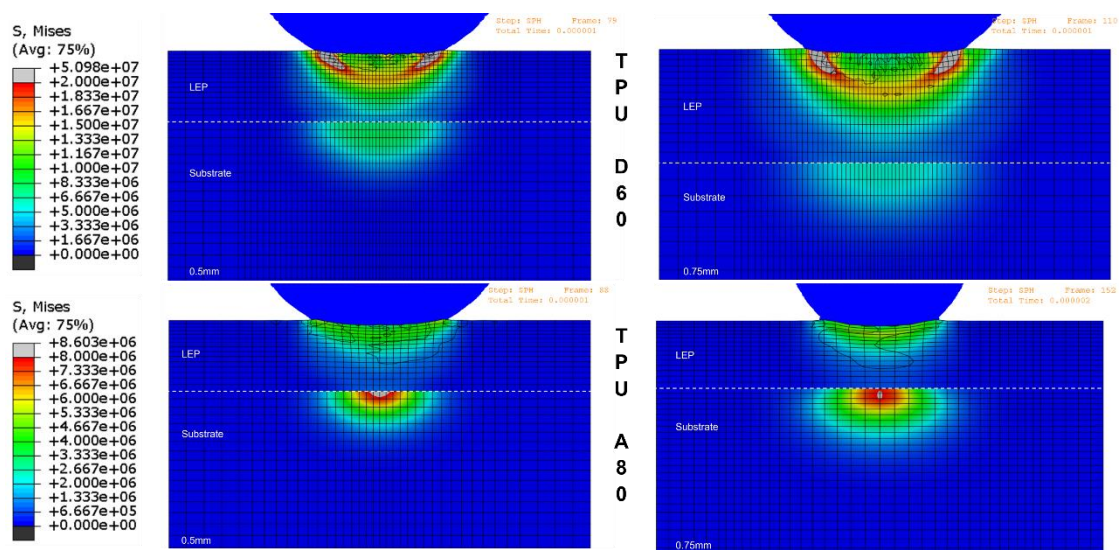 S, Mises
(Avg: 75%)
+5.098e+07
+2.000e+07
+1.833e+07
+1.667e+07
+1.500e+07
+1.333e+07
+1.167e+07
+1.000e+07
+8.333e+06
+6.667e+06
+5.000e+06
+3.333e+06
+1.667e+06
+0.000e+00
Step: SPH Frame: 79
Total Time: 0.000001
LEP
Substrate
0.5mm
TPU D60
Step: SPH Frame: 110
Total Time: 0.000001
LEP
Substrate
0.75mm
S, Mises
(Avg: 75%)
+8.603e+06
+8.000e+06
+7.333e+06
+6.667e+06
+6.000e+06
+5.333e+06
+4.667e+06
+4.000e+06
+3.333e+06
+2.667e+06
+2.000e+06
+1.333e+06
+6.667e+05
+0.000e+00
Step: SPH Frame: 88
Total Time: 0.000001
LEP
Substrate
0.5mm
TPU A80
Step: SPH Frame: 152
Total Time: 0.000002
LEP
Substrate
0.75mm